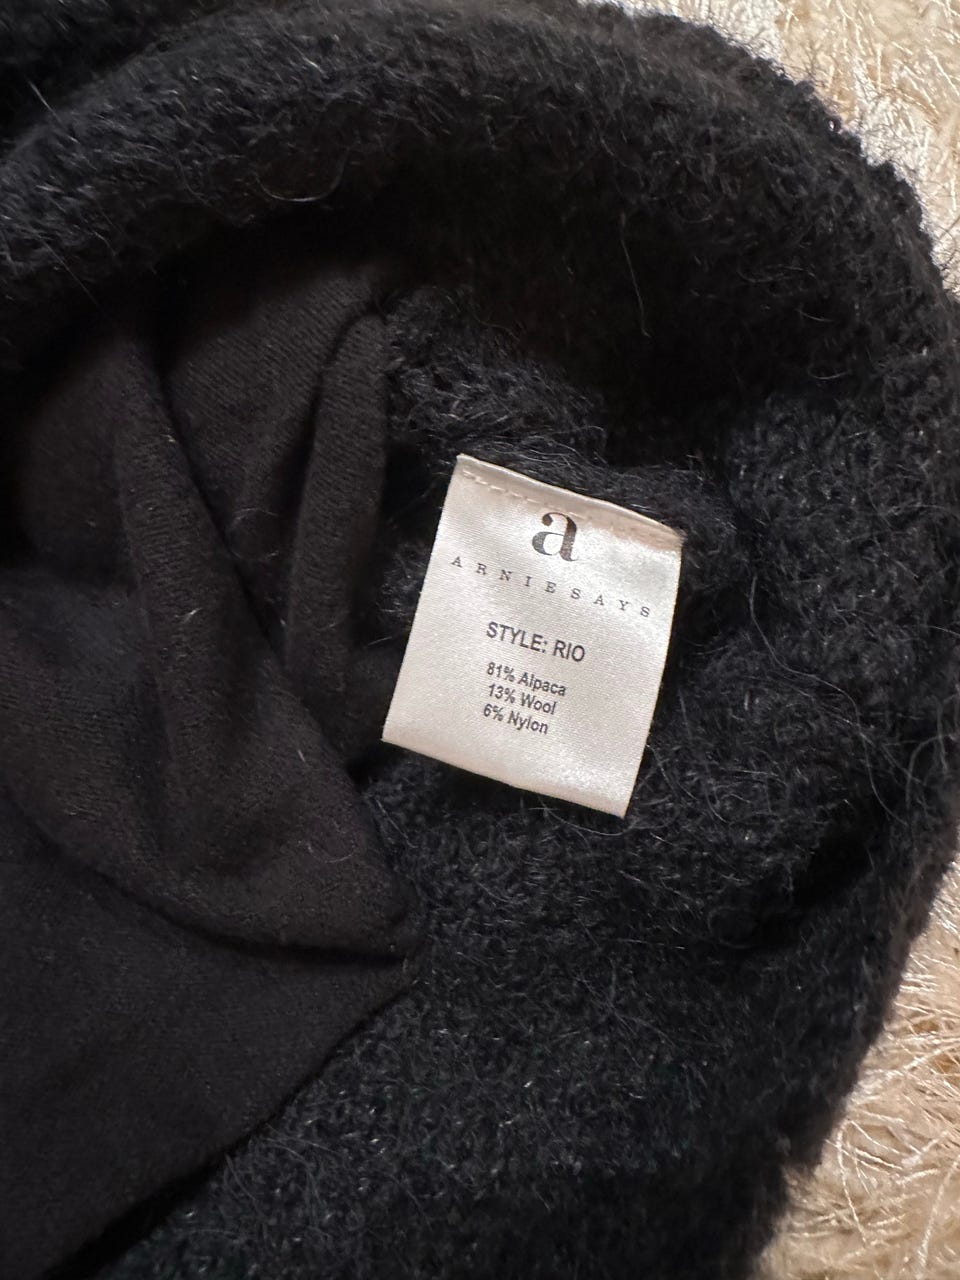 a
ARNIESAYS
STYLE: RIO
81% Alpaca
13% Wool
6% Nylon